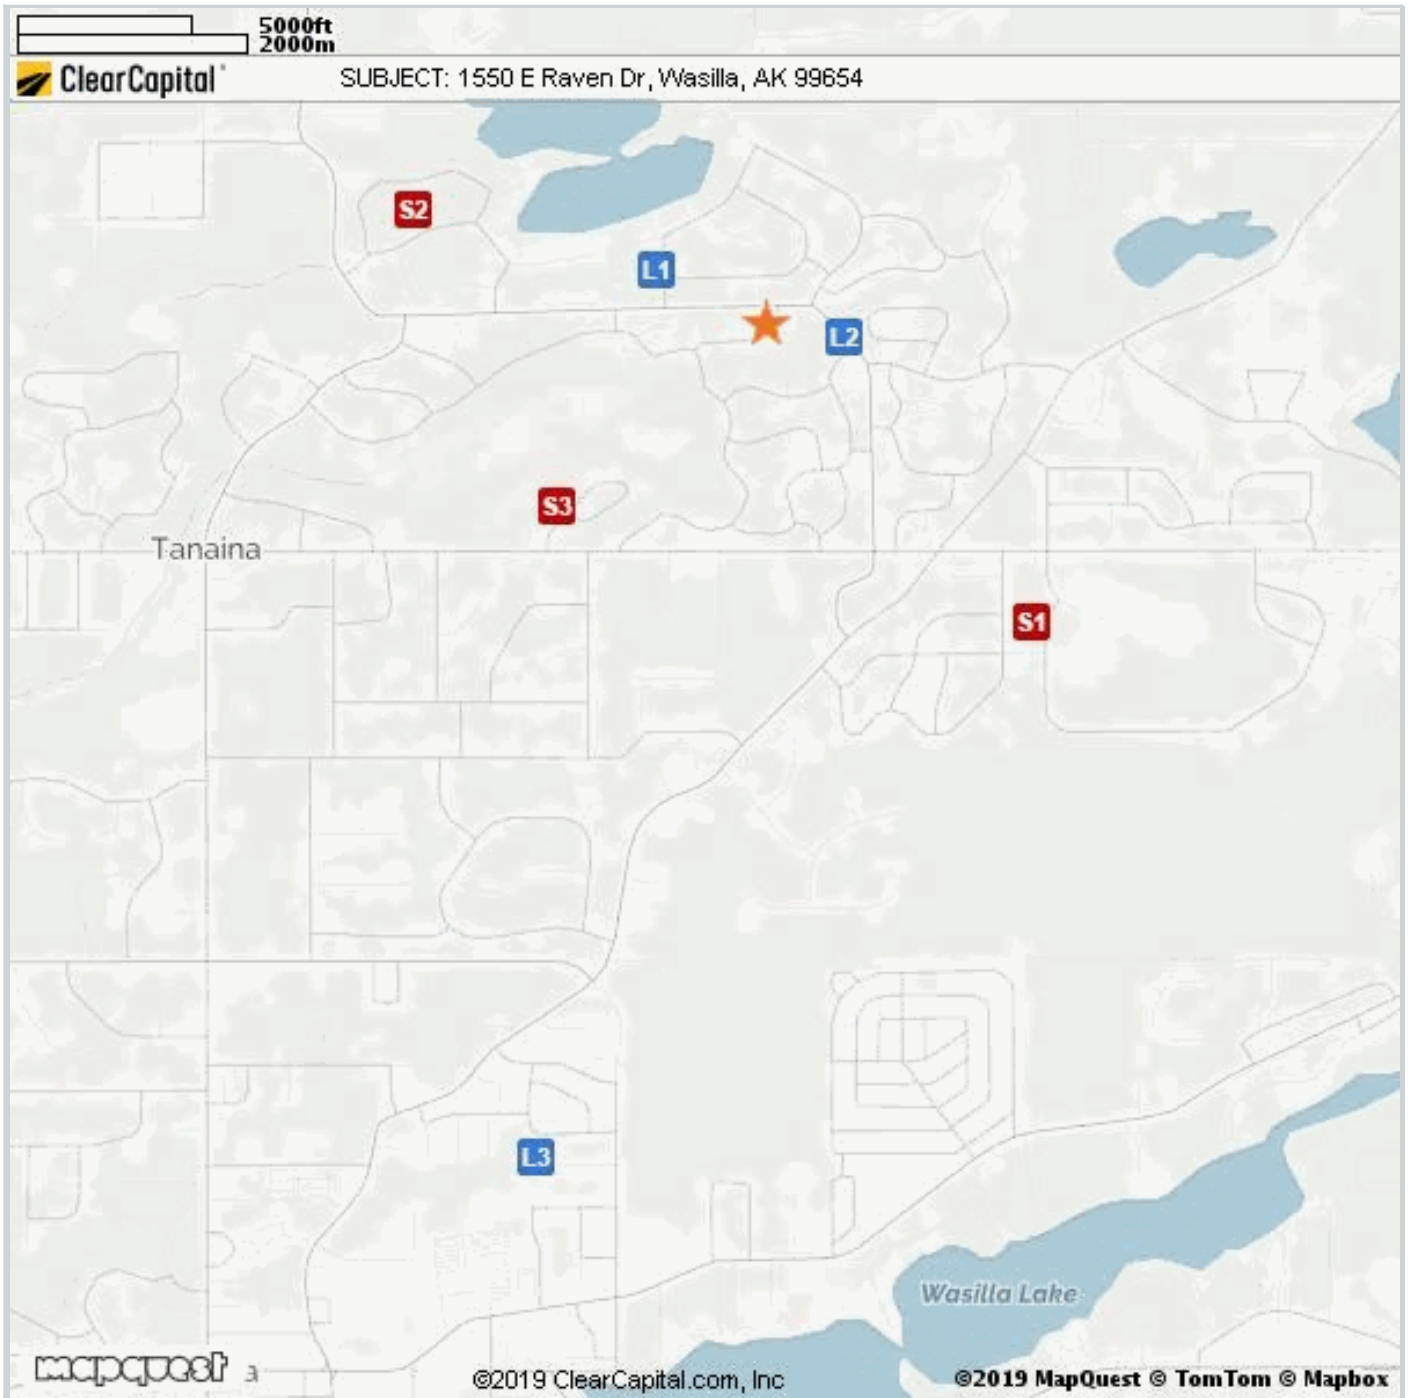 5000ft
2000m
ClearCapital
SUBJECT: 1550 E Raven Dr, Wasilla, AK 99654
S2
L1
L2
S3
Tanaina
S1
L3
Wasilla Lake
mapquest a
©2019 ClearCapital.com, Inc
©2019 MapQuest © TomTom © Mapbox